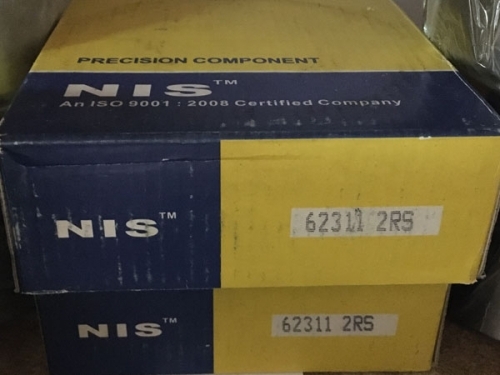 PRECISION COMPONENT
NIS™
An ISO 9001 : 2008 Certified Company
NIS™
62311 2RS
NIS™
62311 2RS